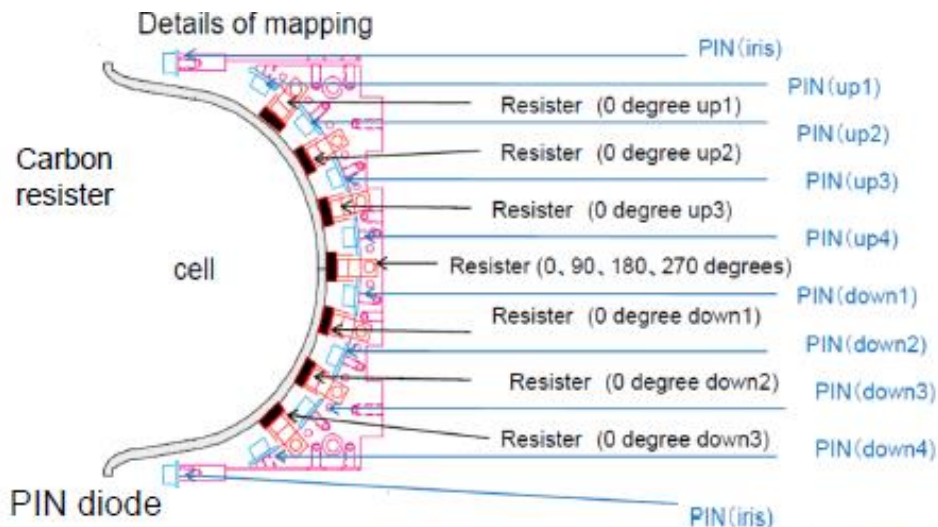 Details of mapping
PIN(iris)
PIN(up1)
Resister (0 degree up1)
PIN(up2)
Carbon
resister
Resister (0 degree up2)
PIN(up3)
Resister (0 degree up3)
PIN(up4)
cell
Resister (0、90、180、270 degrees)
PIN(down1)
Resister (0 degree down1)
PIN(down2)
Resister (0 degree down2)
PIN(down3)
Resister (0 degree down3)
PIN(down4)
PIN diode
PIN(iris)